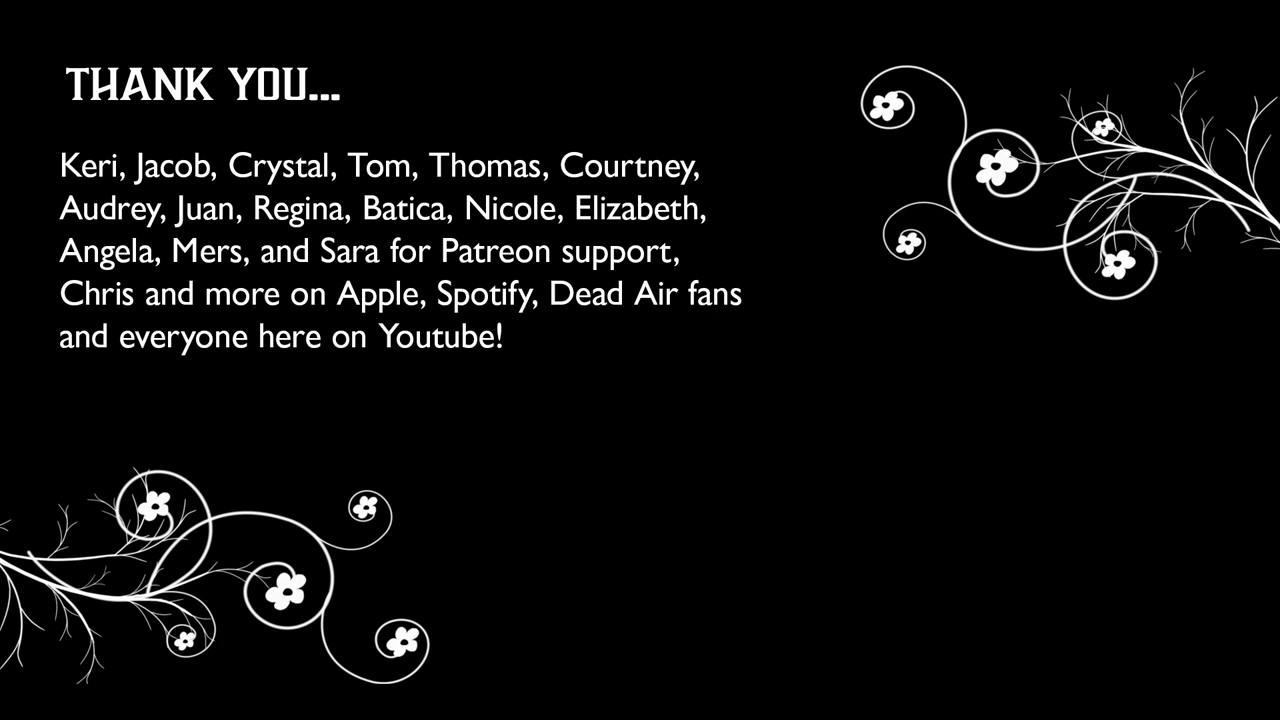 THANK YOU...
Keri, Jacob, Crystal, Tom, Thomas, Courtney,
Audrey, Juan, Regina, Batica, Nicole, Elizabeth,
Angela, Mers, and Sara for Patreon support,
Chris and more on Apple, Spotify, Dead Air fans
and everyone here on Youtube!